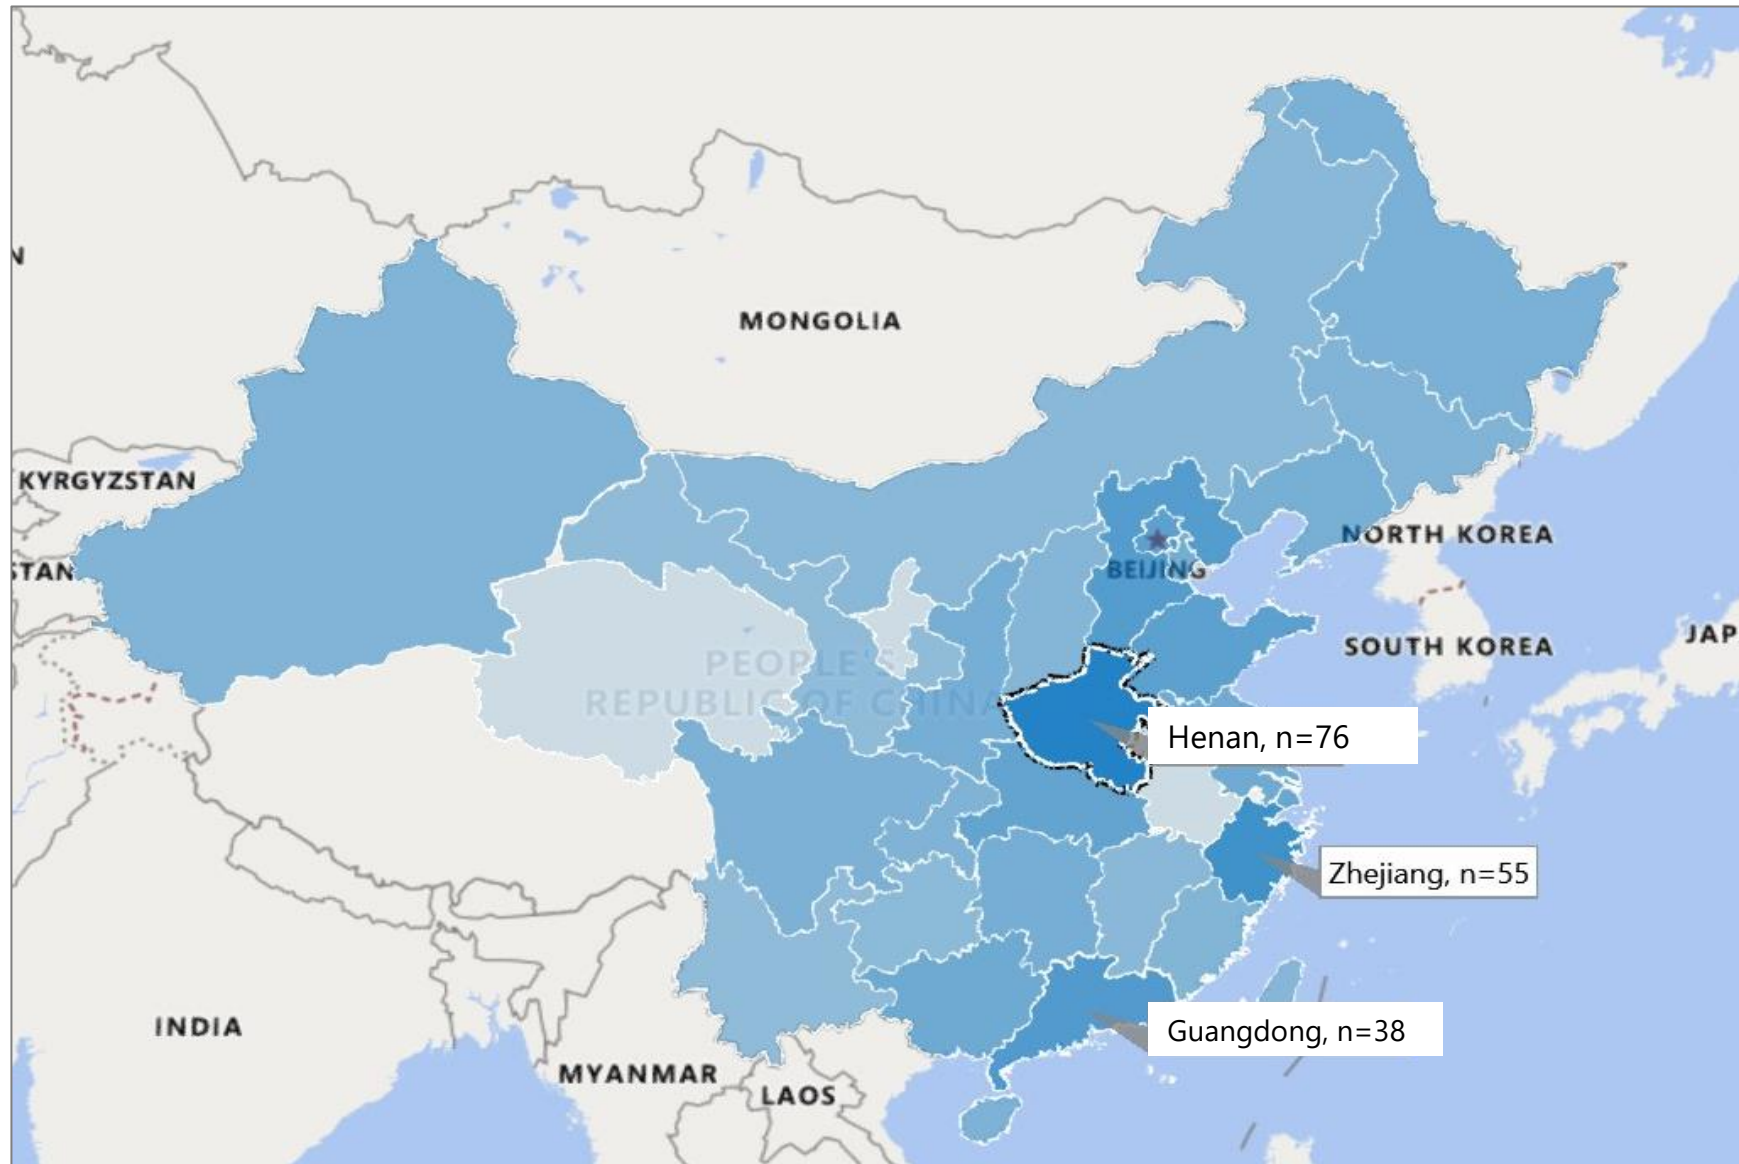 N
MONGOLIA
KYRGYZSTAN
NORTH KOREA
STAN
BEIJING
SOUTH KOREA
JAP
PEOPLE'S
REPUBLIC OF CHINA
Henan, n=76
Zhejiang, n=55
INDIA
Guangdong, n=38
MYANMAR
LAOS